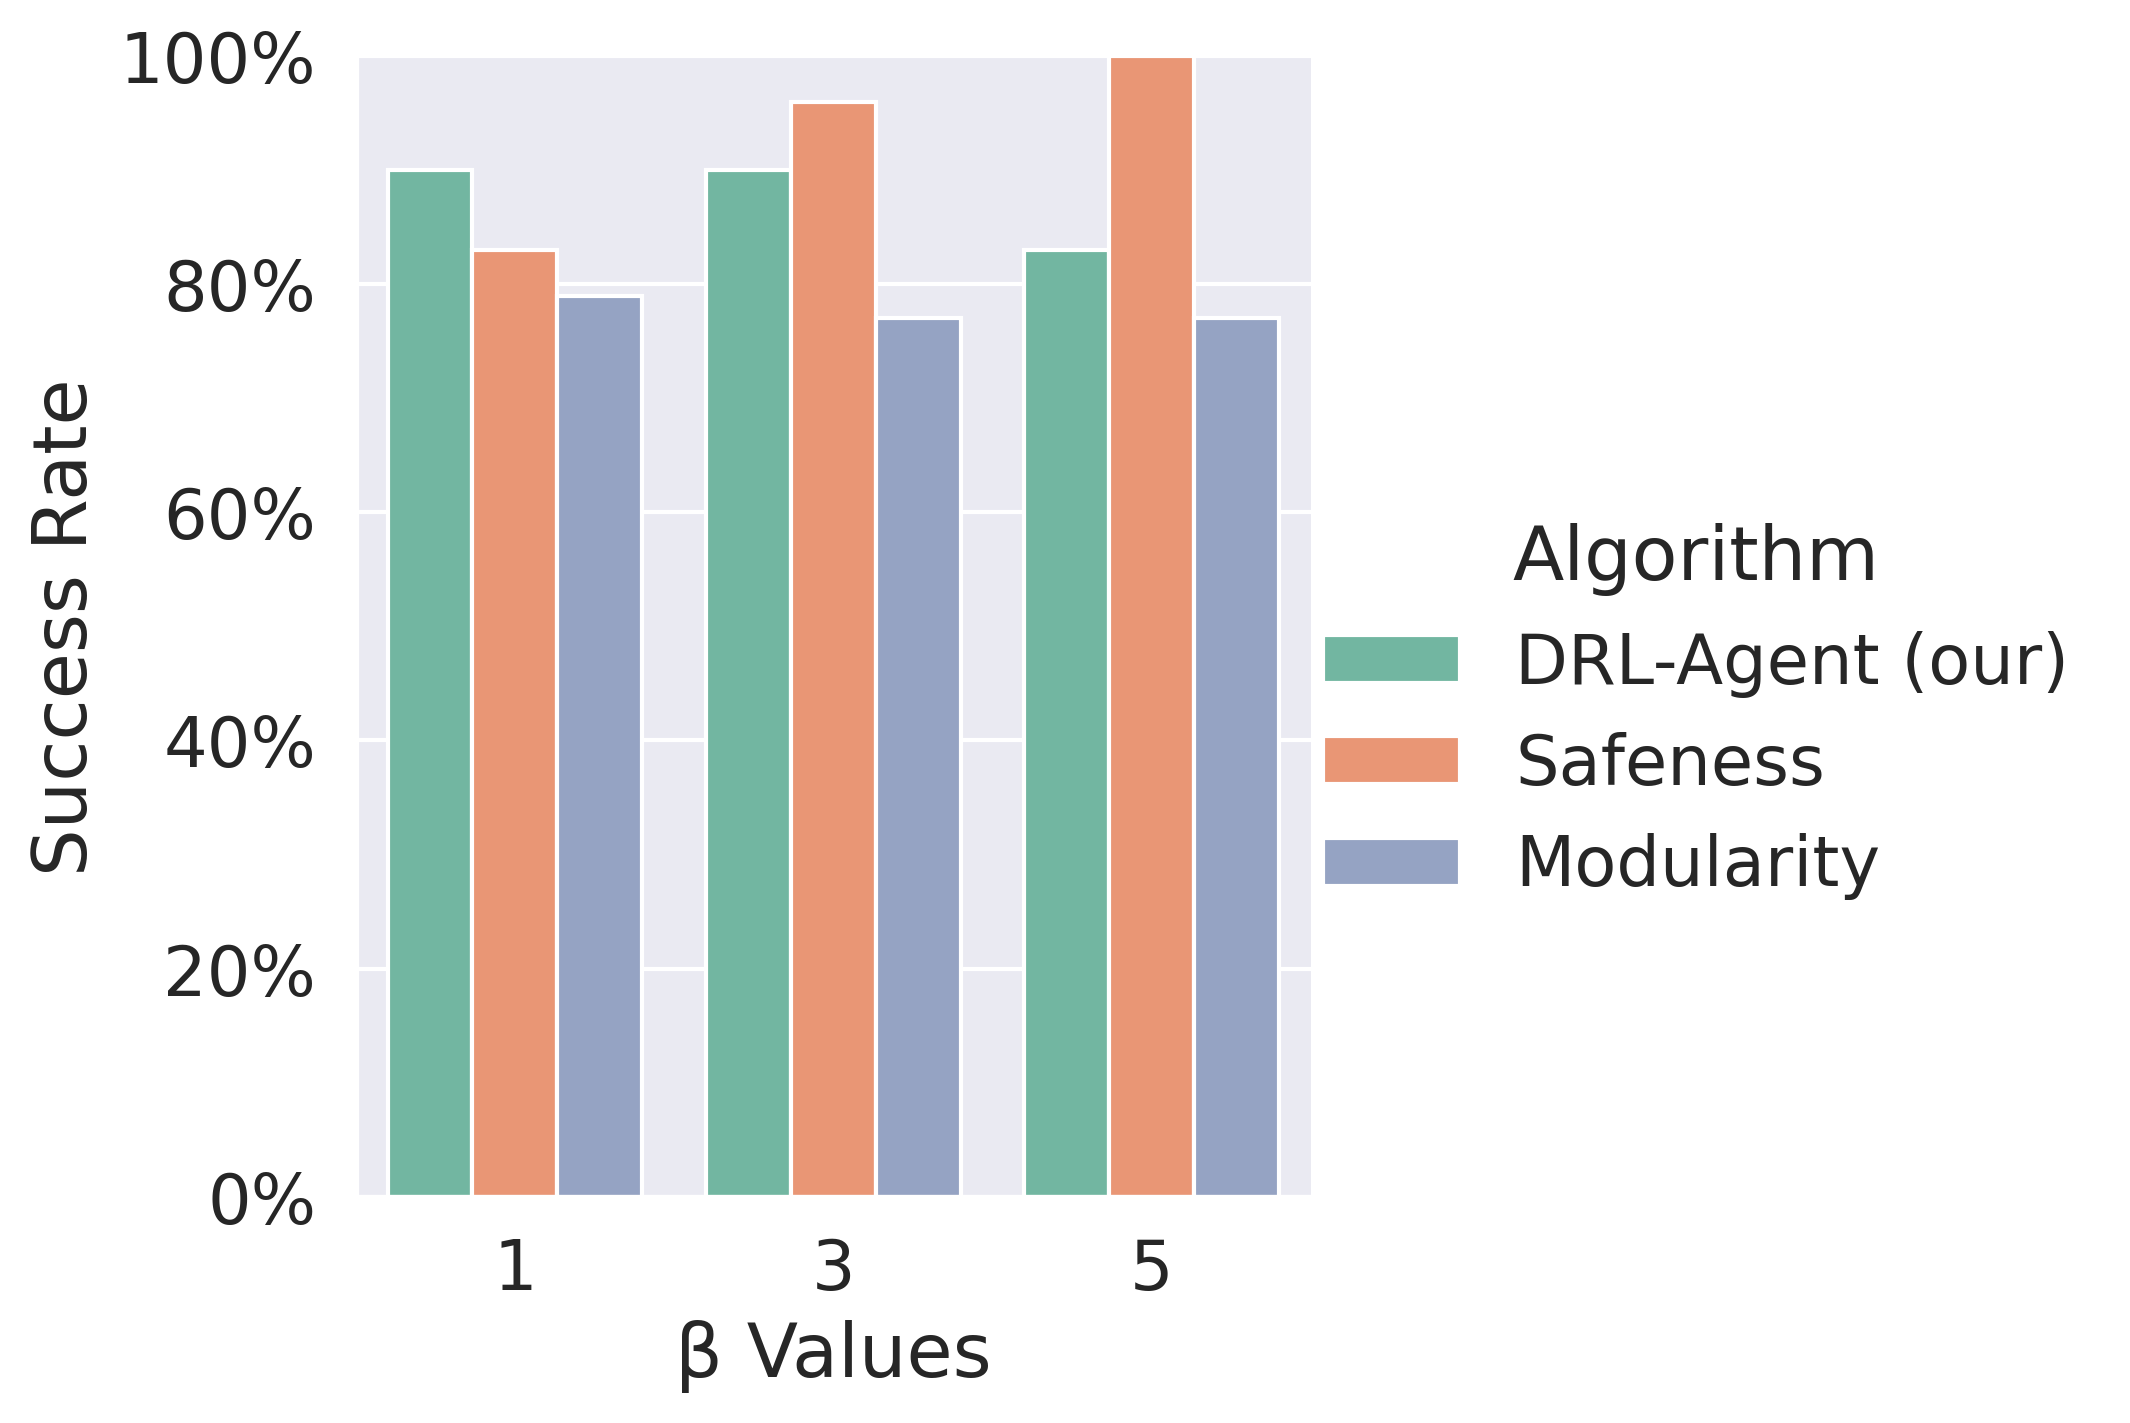 100%
80%
60%
40%
20%
0%
Success Rate
1 3 5
β Values
Algorithm
DRL-Agent (our)
Safeness
Modularity